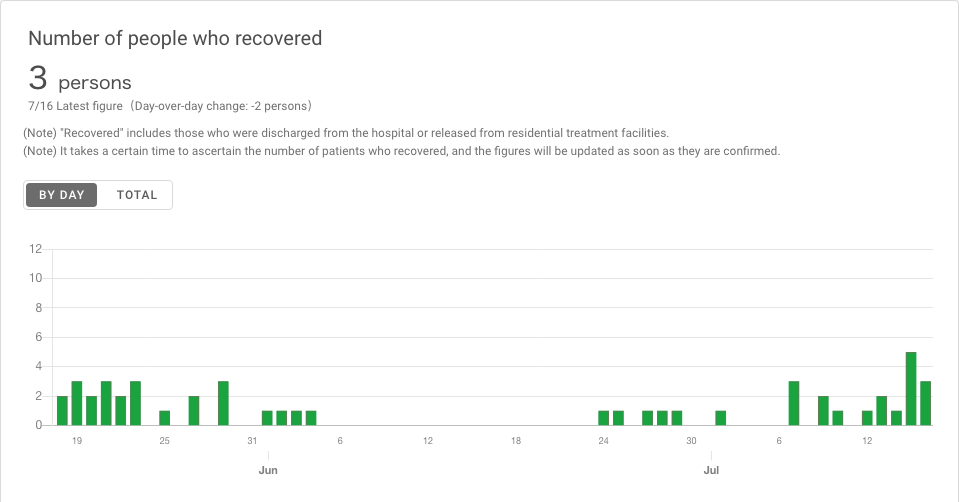 Number of people who recovered
3 persons
7/16 Latest figure（Day-over-day change: -2 persons）
(Note) "Recovered" includes those who were discharged from the hospital or released from residential treatment facilities.
(Note) It takes a certain time to ascertain the number of patients who recovered, and the figures will be updated as soon as they are confirmed.
BY DAY TOTAL
12
10
8
6
4
2
0
19 25 31 6 12 18 24 30 6 12
Jun Jul